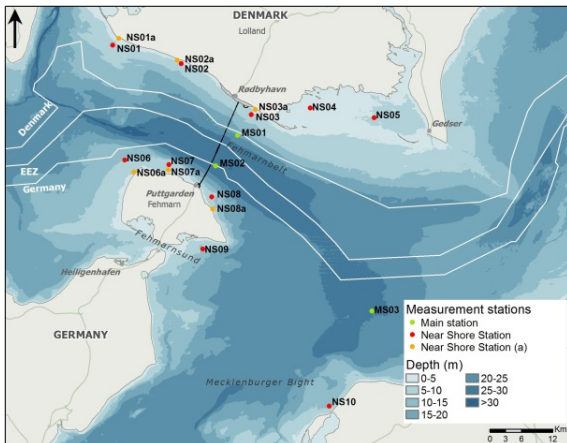 DENMARK
Lolland
NS01a
NS01
NS02a
NS02
Rødbyhavn
NS03a
NS03
NS04
NS05
Gedser
Denmark
MS01
Fehmarnbelt
MS02
EEZ
Germany
NS06
NS06a
NS07
NS07a
Puttgarden
Fehmarn
NS08
NS08a
Fehmarnsund
NS09
Heiligenhafen
GERMANY
MS03
Mecklenburger Bight
NS10
Measurement stations
Main station
Near Shore Station
Near Shore Station (a)
Depth (m)
0-5
5-10
10-15
15-20
20-25
25-30
>30
0 3 6 12 Km